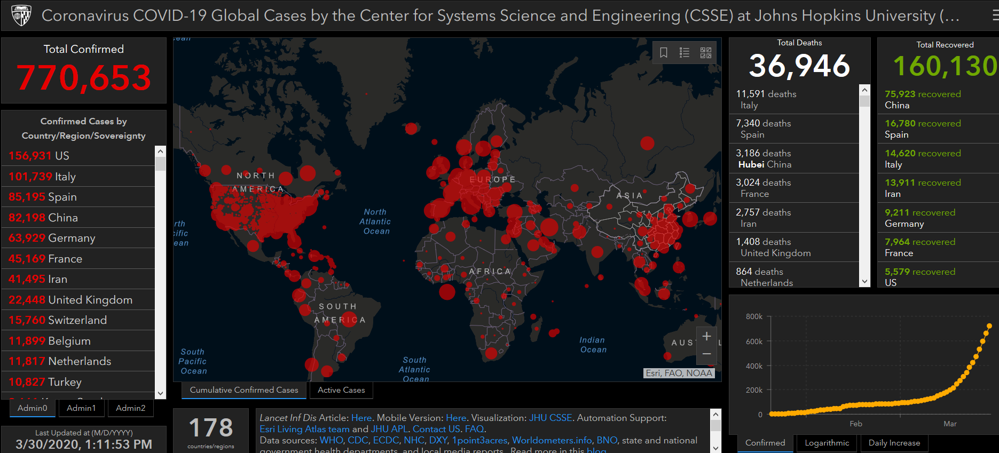 Coronavirus COVID-19 Global Cases by the Center for Systems Science and Engineering (CSSE) at Johns Hopkins University (...
Total Confirmed
770,653
Confirmed Cases by
Country/Region/Sovereignty
156,931 US
101,739 Italy
85,195 Spain
82,198 China
63,929 Germany
45,169 France
41,495 Iran
22,448 United Kingdom
15,760 Switzerland
11,899 Belgium
11,817 Netherlands
10,827 Turkey
Admin0
Admin1
Admin2
Last Updated at (M/D/YYYY)
3/30/2020, 1:11:53 PM
ean
NORTH
AMERICA
EUROPE
ASIA
North
Atlantic
Ocean
rth
ific
ean
AFRICA
SOUTH
AMERICA
Indian
Ocean
AUS
L
South
Pacific
Ocean
South
Atlantic
Ocean
+
−
Esri, FAO, NOAA
Cumulative Confirmed Cases
Active Cases
178
countries/regions
Lancet Inf Dis Article: Here. Mobile Version: Here. Visualization: JHU CSSE. Automation Support:
Esri Living Atlas team and JHU APL. Contact US. FAQ.
Data sources: WHO, CDC, ECDC, NHC, DXY, 1point3acres, Worldometers.info, BNO, state and national
government health departments, and local media reports. Read more in this blog.
Total Deaths
36,946
11,591 deaths
Italy
7,340 deaths
Spain
3,186 deaths
Hubei China
3,024 deaths
France
2,757 deaths
Iran
1,408 deaths
United Kingdom
864 deaths
Netherlands
Total Recovered
160,130
75,923 recovered
China
16,780 recovered
Spain
14,620 recovered
Italy
13,911 recovered
Iran
9,211 recovered
Germany
7,964 recovered
France
5,579 recovered
US
800k
600k
400k
200k
0
Feb
Mar
Confirmed
Logarithmic
Daily Increase